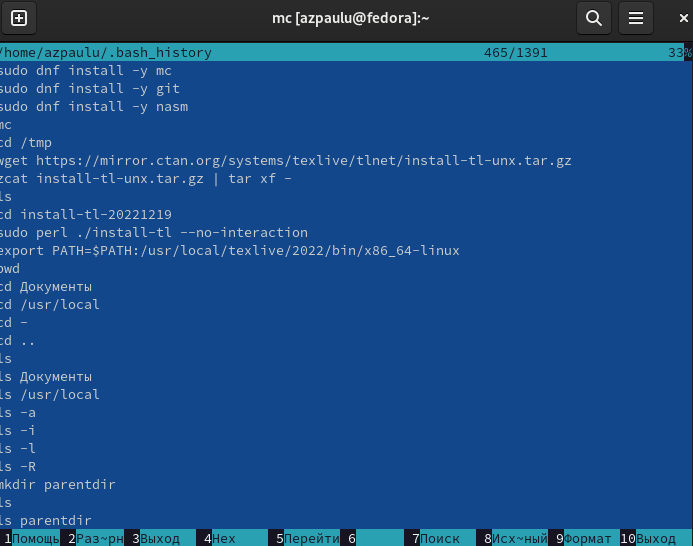 mc [azpaulu@fedora]:~
/home/azpaulu/.bash_history 465/1391 33%
sudo dnf install -y mc
sudo dnf install -y git
sudo dnf install -y nasm
mc
cd /tmp
wget https://mirror.ctan.org/systems/texlive/tlnet/install-tl-unx.tar.gz
zcat install-tl-unx.tar.gz | tar xf -
ls
cd install-tl-20221219
sudo perl ./install-tl --no-interaction
export PATH=$PATH:/usr/local/texlive/2022/bin/x86_64-linux
pwd
cd Документы
cd /usr/local
cd -
cd ..
ls
ls Документы
ls /usr/local
ls -a
ls -i
ls -l
ls -R
mkdir parentdir
ls
ls parentdir
1Помощь 2Раз~рн 3Выход 4Hex 5Перейти 6 7Поиск 8Исх~ный 9Формат 10Выход